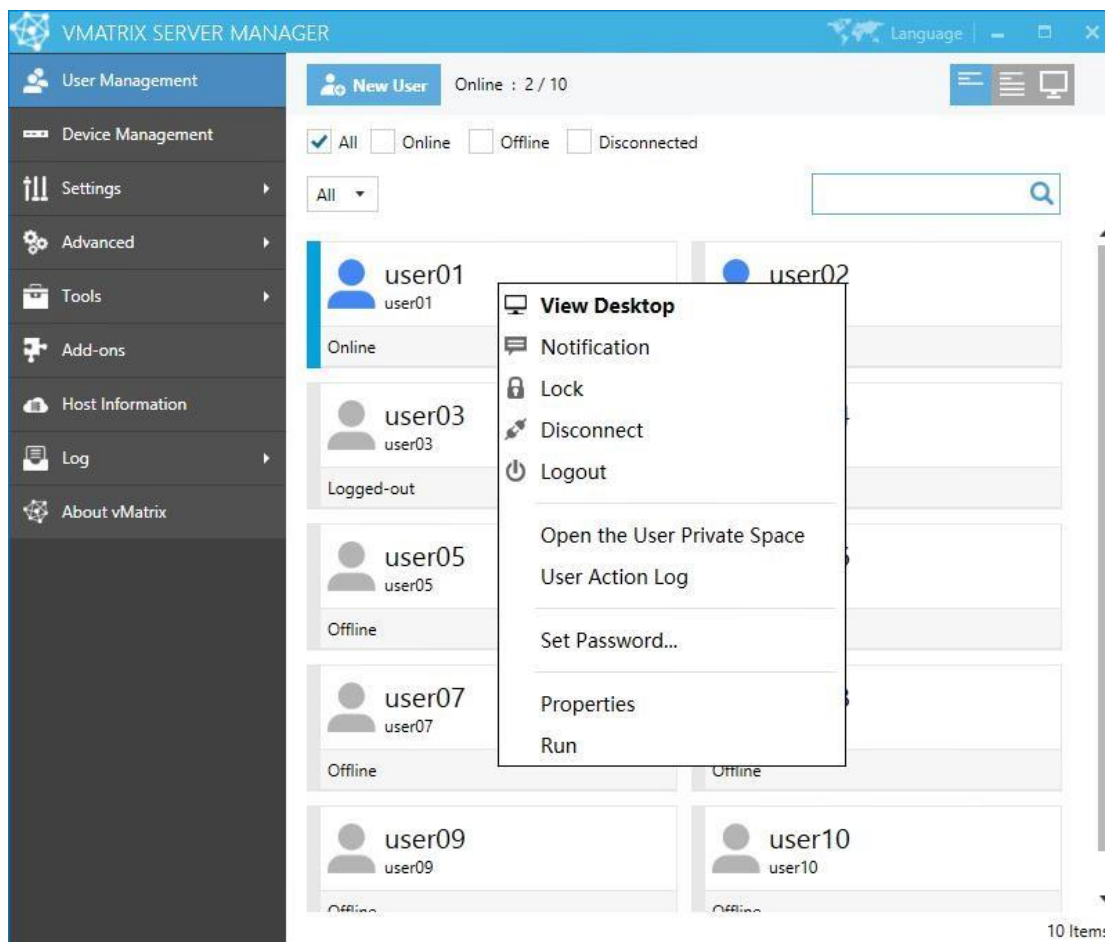 VMATRIX SERVER MANAGER
Language
User Management
Device Management
Settings
Advanced
Tools
Add-ons
Host Information
Log
About vMatrix
New User
Online : 2 / 10
All
Online
Offline
Disconnected
All
user01
user01
Online
user02
View Desktop
Notification
Lock
Disconnect
Logout
Open the User Private Space
User Action Log
Set Password...
Properties
Run
user03
user03
Logged-out
user05
user05
Offline
user07
user07
Offline
Offline
user09
user09
Offline
user10
user10
Offline
10 Items